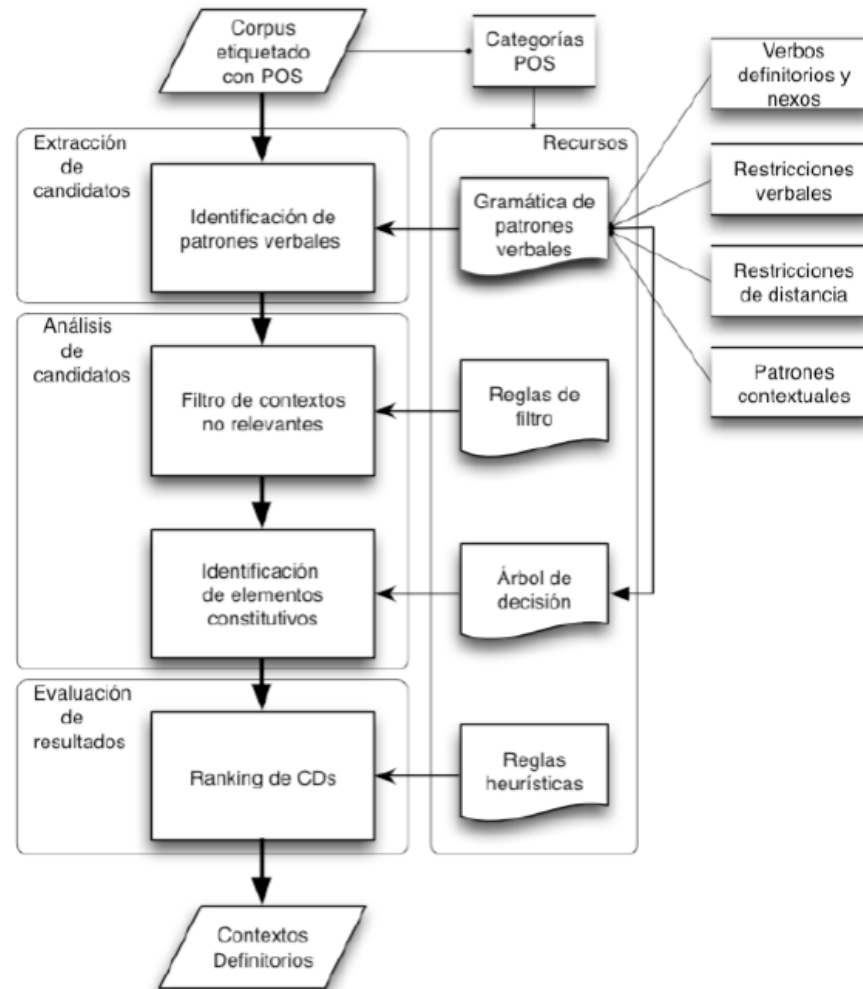 Corpus
etiquetado
con POS
Categorías
POS
Verbos
definitorios y
nexos
Extracción
de
candidatos
Recursos
Identificación de
patrones verbales
Gramática de
patrones
verbales
Restricciones
verbales
Restricciones
de distancia
Análisis
de
candidatos
Patrones
contextuales
Filtro de contextos
no relevantes
Reglas de
filtro
Identificación
de elementos
constitutivos
Árbol de
decisión
Evaluación
de
resultados
Ranking de CDs
Reglas
heurísticas
Contextos
Definitorios